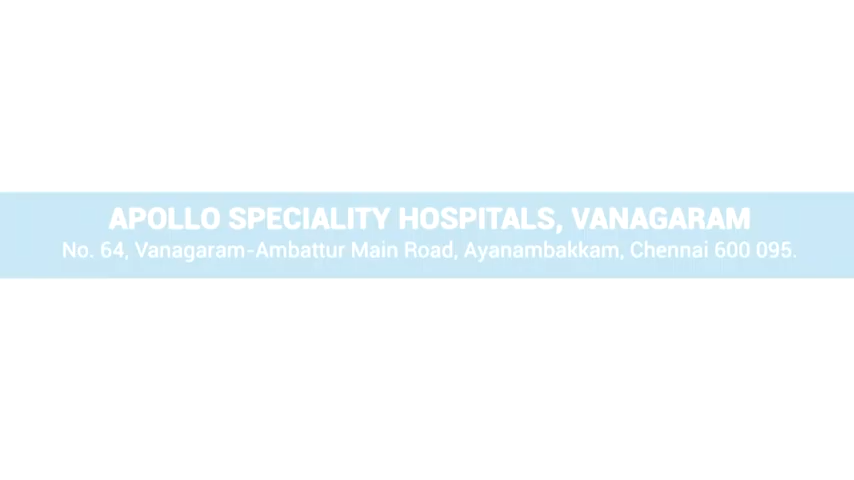 APOLLO SPECIALITY HOSPITALS, VANAGARAM
No. 64, Vanagaram-Ambattur Main Road, Ayanambakkam, Chennai 600 095.